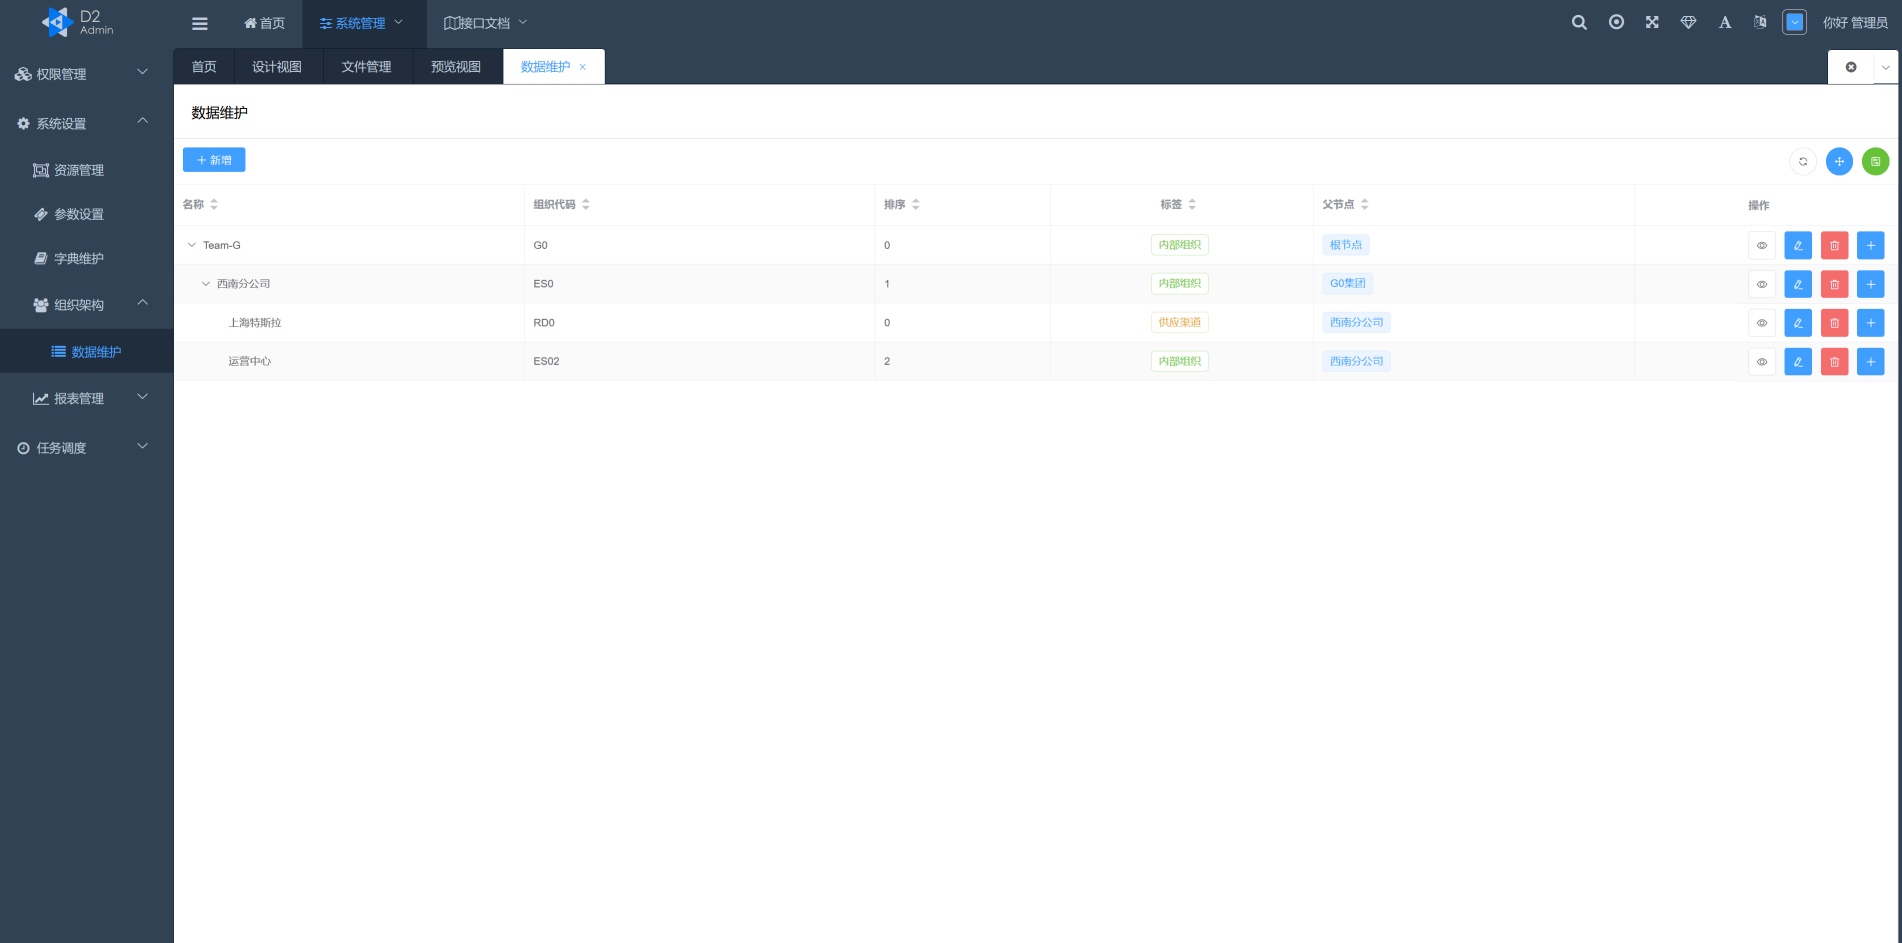 D2
Admin
首页
系统管理
接口文档
A
你好 管理员
首页
设计视图
文件管理
预览视图
数据维护
权限管理
系统设置
资源管理
参数设置
字典维护
组织架构
数据维护
报表管理
任务调度
数据维护
新增
名称
组织代码
排序
标签
父节点
操作
Team-G
G0
0
内部组织
根节点
西南分公司
ES0
1
内部组织
G0集团
上海特斯拉
RD0
0
供应渠道
西南分公司
运营中心
ES02
2
内部组织
西南分公司